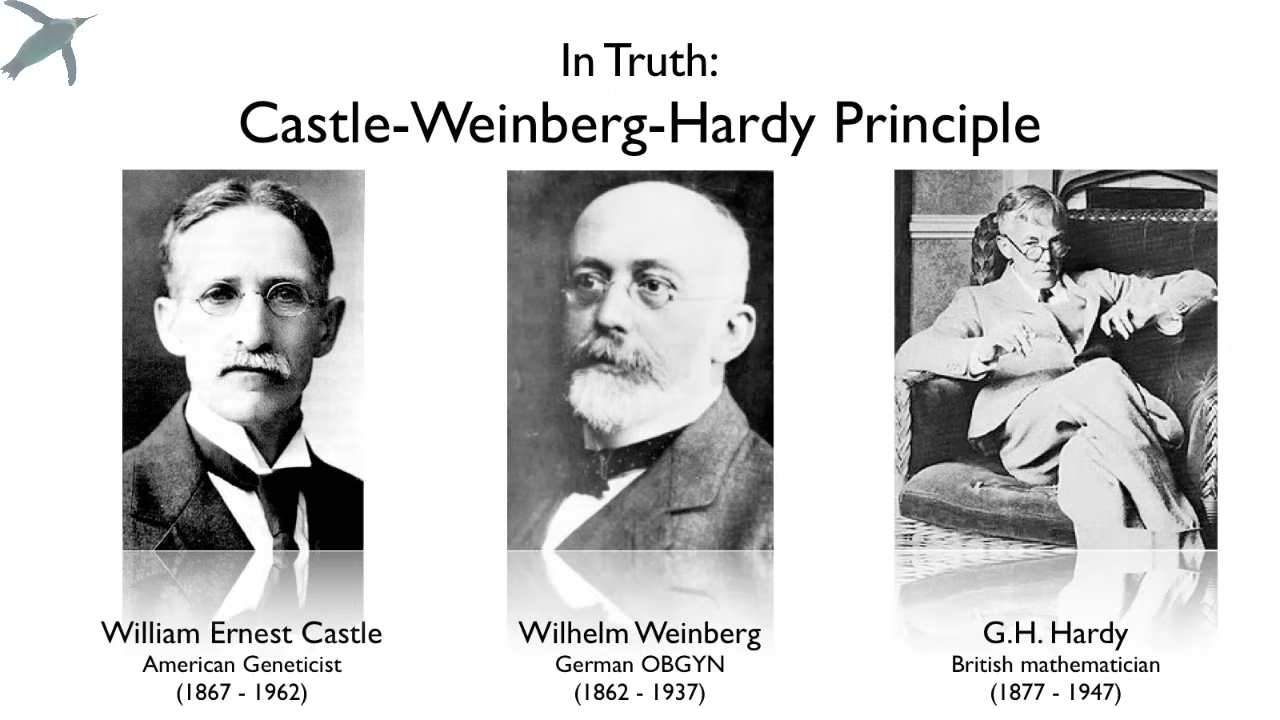 In Truth:
Castle-Weinberg-Hardy Principle
William Ernest Castle
American Geneticist
(1867 - 1962)
Wilhelm Weinberg
German OBGYN
(1862 - 1937)
G.H. Hardy
British mathematician
(1877 - 1947)